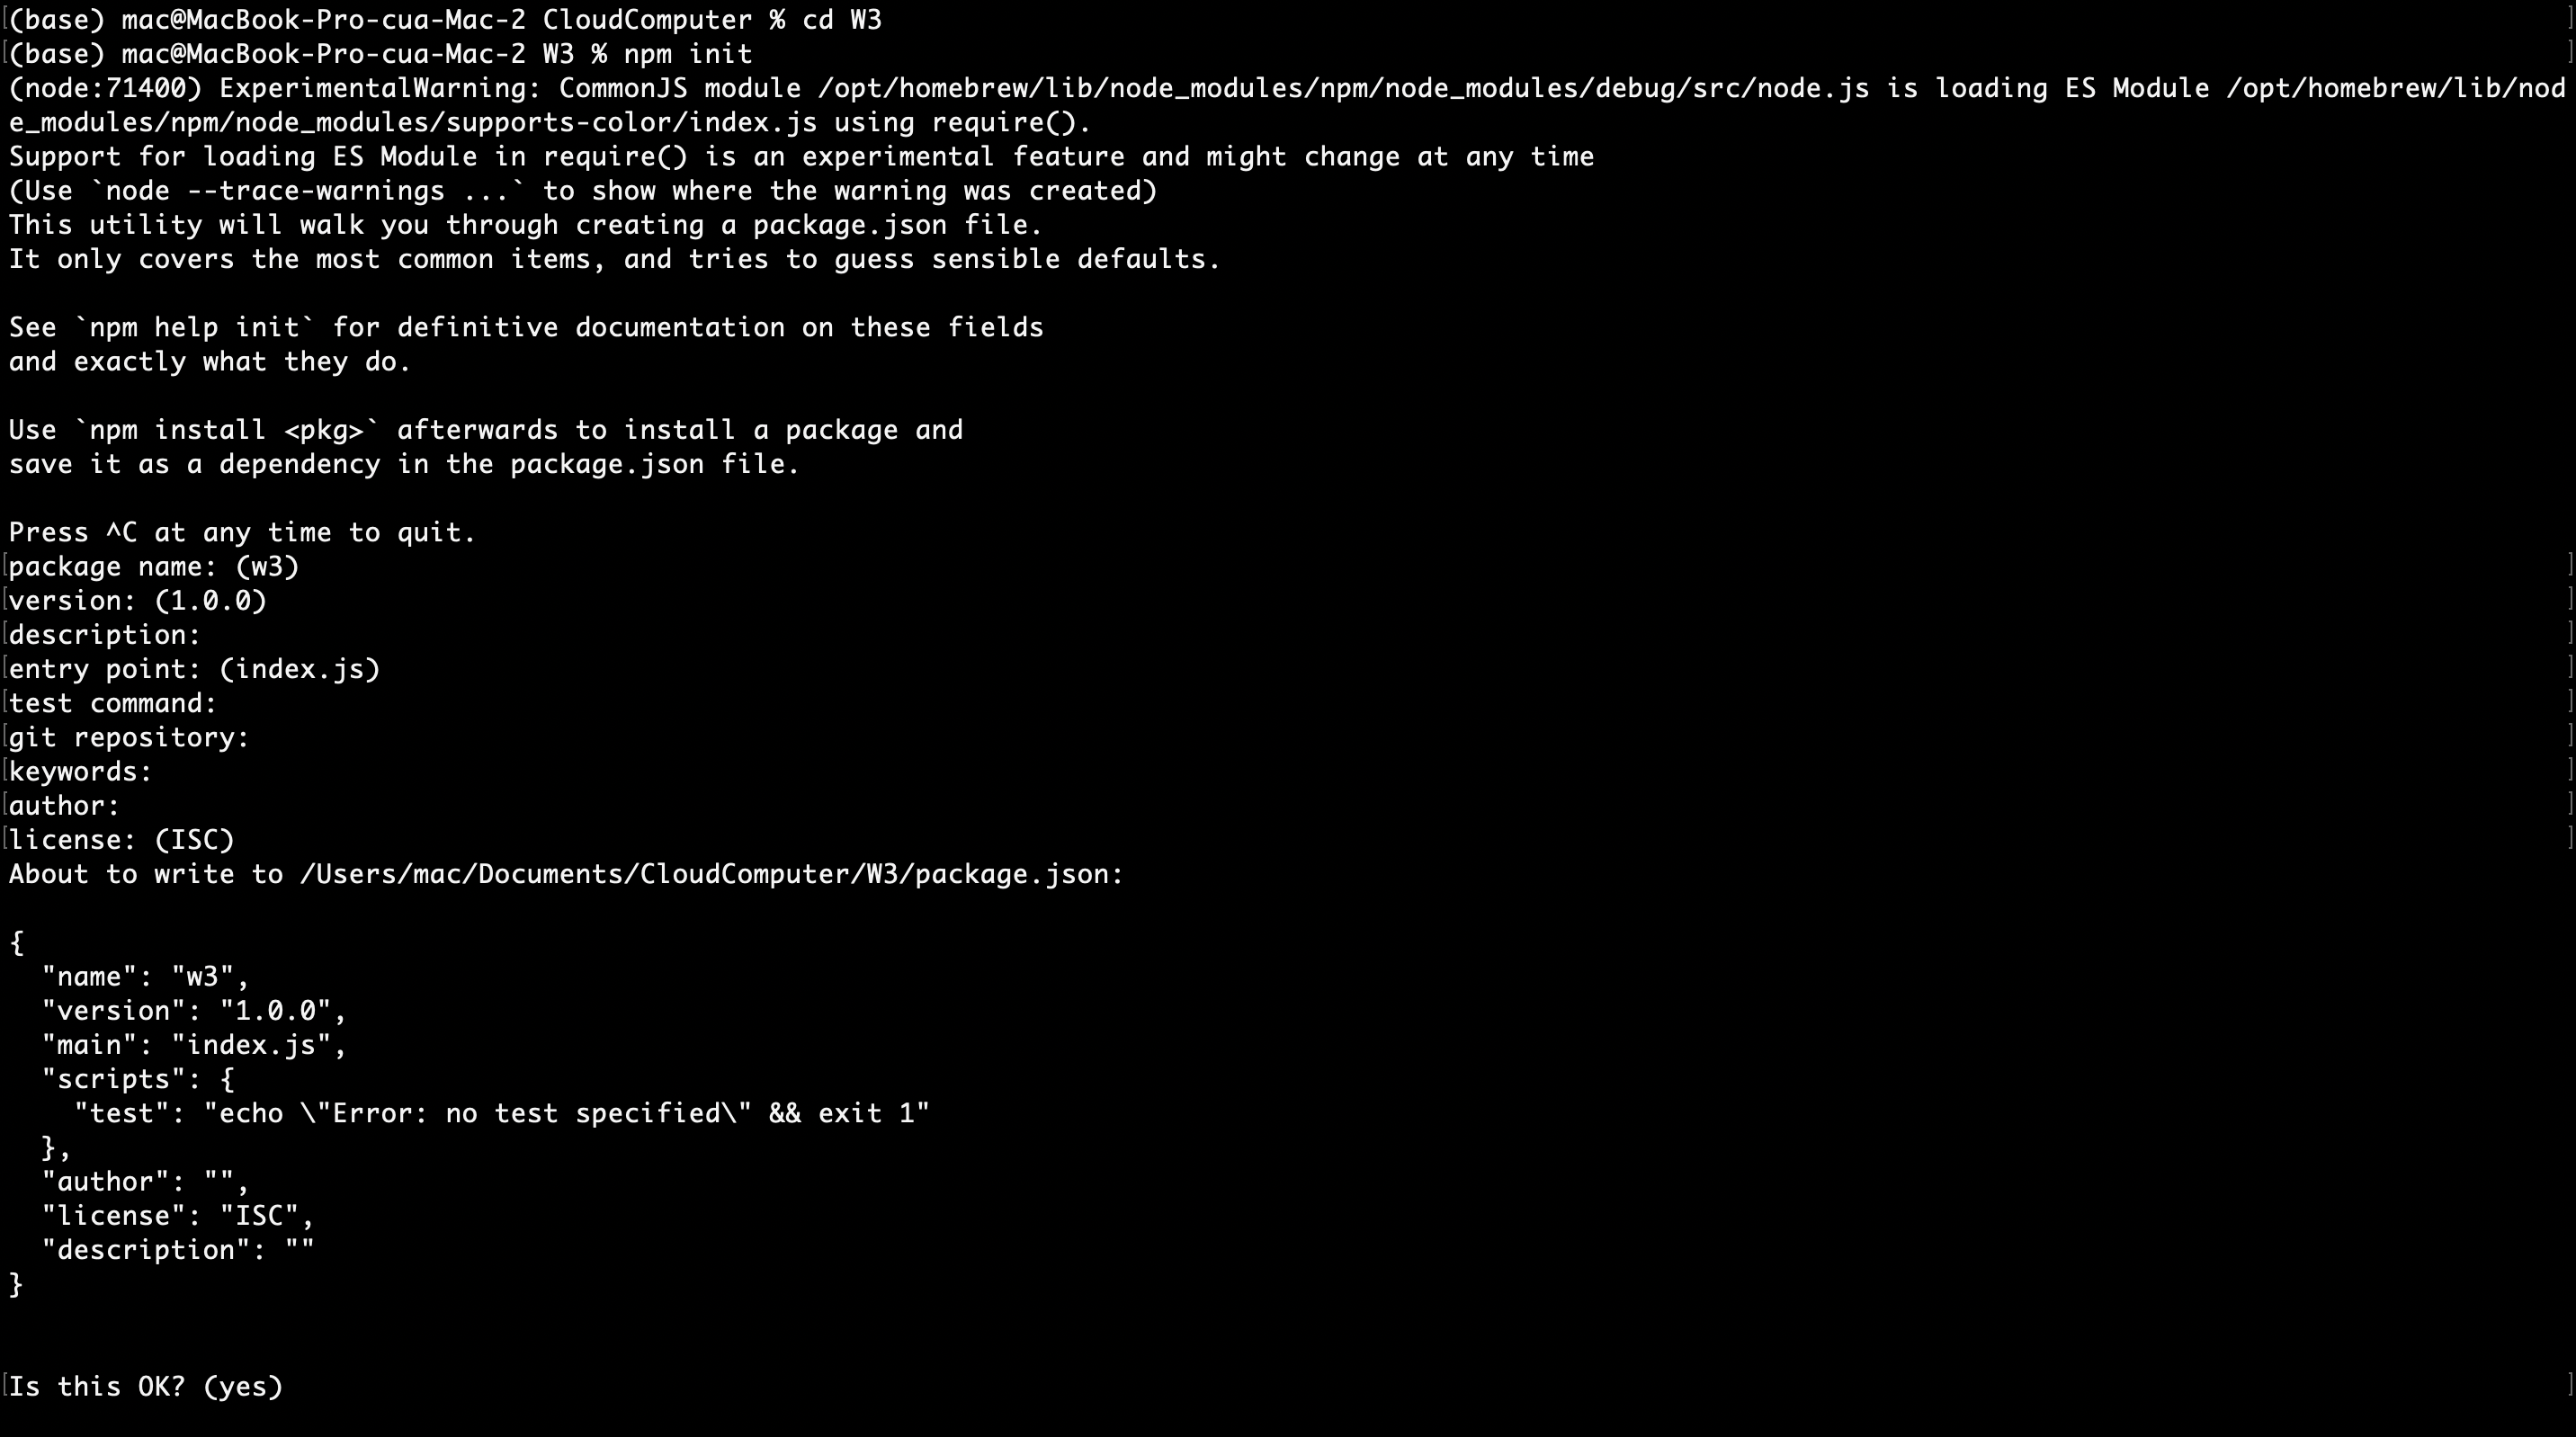 (base) mac@MacBook-Pro-cua-Mac-2 CloudComputer % cd W3
(base) mac@MacBook-Pro-cua-Mac-2 W3 % npm init
(node:71400) ExperimentalWarning: CommonJS module /opt/homebrew/lib/node_modules/npm/node_modules/debug/src/node.js is loading ES Module /opt/homebrew/lib/nod
e_modules/npm/node_modules/supports-color/index.js using require().
Support for loading ES Module in require() is an experimental feature and might change at any time
(Use `node --trace-warnings ...` to show where the warning was created)
This utility will walk you through creating a package.json file.
It only covers the most common items, and tries to guess sensible defaults.

See `npm help init` for definitive documentation on these fields
and exactly what they do.

Use `npm install <pkg>` afterwards to install a package and
save it as a dependency in the package.json file.

Press ^C at any time to quit.
package name: (w3)
version: (1.0.0)
description:
entry point: (index.js)
test command:
git repository:
keywords:
author:
license: (ISC)
About to write to /Users/mac/Documents/CloudComputer/W3/package.json:

{
  "name": "w3",
  "version": "1.0.0",
  "main": "index.js",
  "scripts": {
    "test": "echo \"Error: no test specified\" && exit 1"
  },
  "author": "",
  "license": "ISC",
  "description": ""
}

Is this OK? (yes)